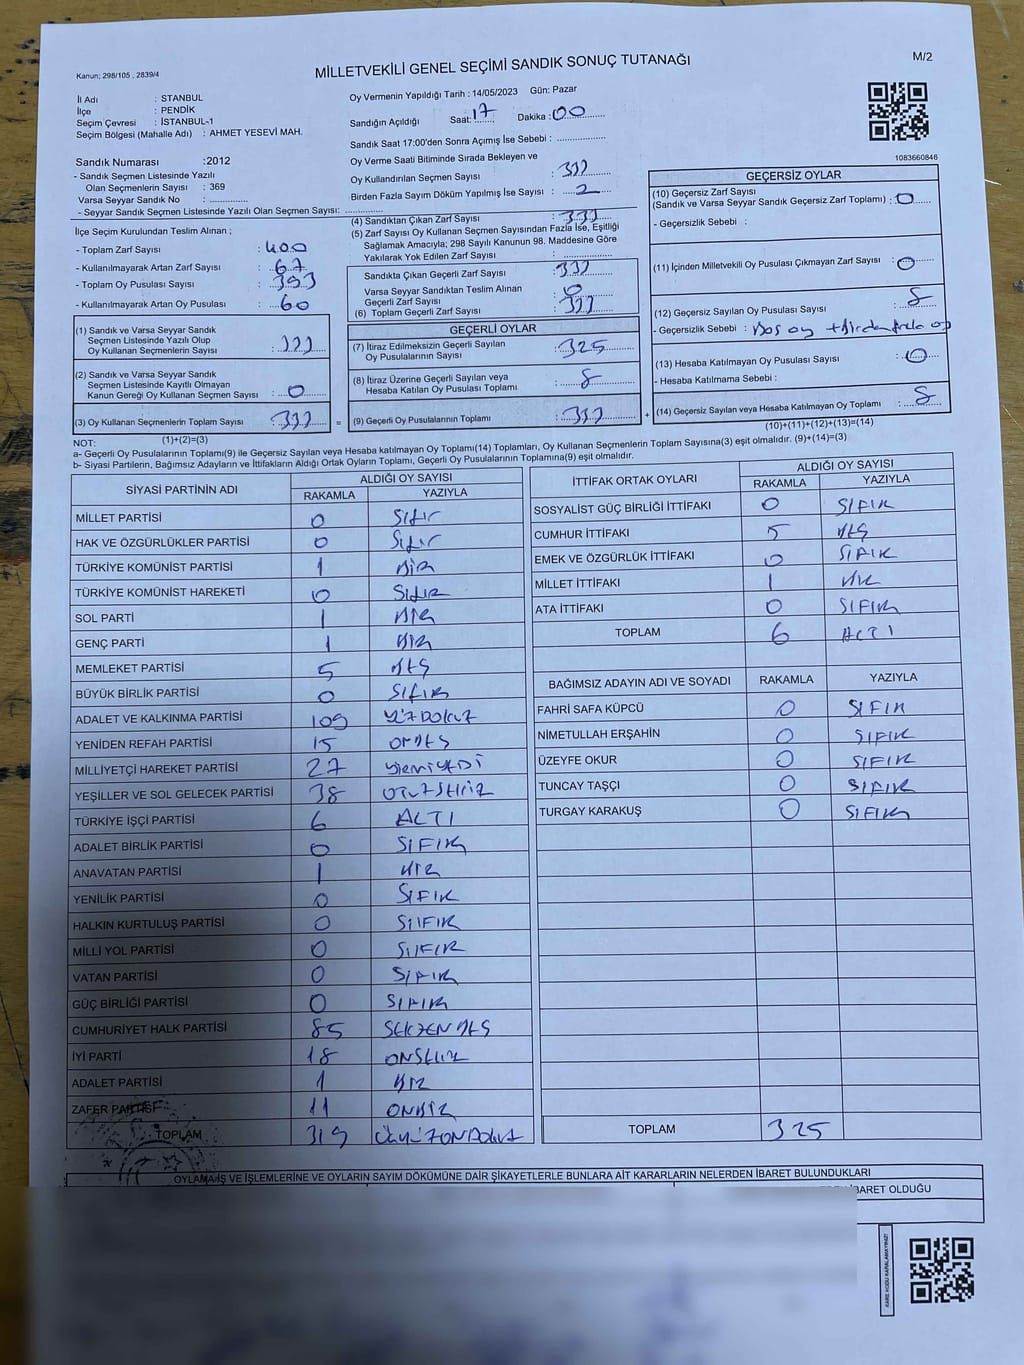 Kanun; 298/105 , 2839/4
MİLLETVEKİLİ GENEL SEÇİMİ SANDIK SONUÇ TUTANAĞI
M/2
İl Adı : STANBUL
İlçe : PENDİK
Seçim Çevresi : İSTANBUL-1
Seçim Bölgesi (Mahalle Adı) : AHMET YESEVİ MAH.
Sandık Numarası :2012
- Sandık Seçmen Listesinde Yazılı
Olan Seçmenlerin Sayısı : 369
Varsa Seyyar Sandık No : ..............
- Seyyar Sandık Seçmen Listesinde Yazılı Olan Seçmen Sayısı: ..............
İlçe Seçim Kurulundan Teslim Alınan ;
- Toplam Zarf Sayısı : 400
- Kullanılmayarak Artan Zarf Sayısı : 67
- Toplam Oy Pusulası Sayısı : 393
- Kullanılmayarak Artan Oy Pusulası : 60
(1) Sandık ve Varsa Seyyar Sandık
Seçmen Listesinde Yazılı Olup
Oy Kullanan Seçmenlerin Sayısı : 333
(2) Sandık ve Varsa Seyyar Sandık
Seçmen Listesinde Kayıtlı Olmayan
Kanun Gereği Oy Kullanan Seçmen Sayısı : 0
(3) Oy Kullanan Seçmenlerin Toplam Sayısı : 333
(1)+(2)=(3)
Oy Vermenin Yapıldığı Tarih : 14/05/2023 Gün: Pazar
Sandığın Açıldığı Saat: 17 Dakika : 00
Sandık Saat 17:00'den Sonra Açımış İse Sebebi : ..............
Oy Verme Saati Bitiminde Sırada Bekleyen ve
Oy Kullandırılan Seçmen Sayısı : 333
Birden Fazla Sayım Döküm Yapılmış İse Sayısı : 2
(4) Sandıktan Çıkan Zarf Sayısı : 333
(5) Zarf Sayısı Oy Kullanan Seçmen Sayısından Fazla İse, Eşitliği
Sağlamak Amacıyla; 298 Sayılı Kanunun 98. Maddesine Göre
Yakılarak Yok Edilen Zarf Sayısı : ..............
Sandıkta Çıkan Geçerli Zarf Sayısı : 333
Varsa Seyyar Sandıktan Teslim Alınan
Geçerli Zarf Sayısı : 0
(6) Toplam Geçerli Zarf Sayısı : 333
GEÇERLİ OYLAR
(7) İtiraz Edilmeksizin Geçerli Sayılan
Oy Pusulalarının Sayısı : 325
(8) İtiraz Üzerine Geçerli Sayılan veya
Hesaba Katılan Oy Pusulası Toplamı : 8
= (9) Geçerli Oy Pusulalarının Toplamı : 333 +
1083660846
GEÇERSİZ OYLAR
(10) Geçersiz Zarf Sayısı
(Sandık ve Varsa Seyyar Sandık Geçersiz Zarf Toplamı) : 0
- Geçersizlik Sebebi :
(11) İçinden Milletvekili Oy Pusulası Çıkmayan Zarf Sayısı : 0
(12) Geçersiz Sayılan Oy Pusulası Sayısı : 8
- Geçersizlik Sebebi : Boş oy + birden fazla oy
(13) Hesaba Katılmayan Oy Pusulası Sayısı : 0
- Hesaba Katılmama Sebebi :
(14) Geçersiz Sayılan veya Hesaba Katılmayan Oy Toplamı : 8
(10)+(11)+(12)+(13)=(14)
NOT:
a- Geçerli Oy Pusulalarının Toplamı(9) ile Geçersiz Sayılan veya Hesaba katılmayan Oy Toplamı(14) Toplamları, Oy Kullanan Seçmenlerin Toplam Sayısına(3) eşit olmalıdır. (9)+(14)=(3)
b- Siyasi Partilerin, Bağımsız Adayların ve İttifakların Aldığı Ortak Oyların Toplamı, Geçerli Oy Pusulalarının Toplamına(9) eşit olmalıdır.
SİYASİ PARTİNİN ADI ALDIĞI OY SAYISI
RAKAMLA YAZIYLA
MİLLET PARTİSİ 0 Sıfır
HAK VE ÖZGÜRLÜKLER PARTİSİ 0 Sıfır
TÜRKİYE KOMÜNİST PARTİSİ 1 BİR
TÜRKİYE KOMÜNİST HAREKETİ 0 SıfıR
SOL PARTİ 1 BİR
GENÇ PARTİ 1 BİR
MEMLEKET PARTİSİ 5 BEŞ
BÜYÜK BİRLİK PARTİSİ 0 SıfıR
ADALET VE KALKINMA PARTİSİ 109 YÜZDOKUZ
YENİDEN REFAH PARTİSİ 15 ONBEŞ
MİLLİYETÇİ HAREKET PARTİSİ 27 yirmiYEDİ
YEŞİLLER VE SOL GELECEK PARTİSİ 38 OTUZSEKİZ
TÜRKİYE İŞÇİ PARTİSİ 6 ALTI
ADALET BİRLİK PARTİSİ 0 SIFIR
ANAVATAN PARTİSİ 1 BİR
YENİLİK PARTİSİ 0 SIFIR
HALKIN KURTULUŞ PARTİSİ 0 SIFIR
MİLLİ YOL PARTİSİ 0 SIFIR
VATAN PARTİSİ 0 SIFIR
GÜÇ BİRLİĞİ PARTİSİ 0 SIFIR
CUMHURİYET HALK PARTİSİ 85 SEKZEN BEŞ
İYİ PARTİ 18 ONSEKİZ
ADALET PARTİSİ 1 BİR
ZAFER PARTİSİ 11 ONBİR
TOPLAM 319 ÜÇYÜZONDOKUZ
İTTİFAK ORTAK OYLARI ALDIĞI OY SAYISI
RAKAMLA YAZIYLA
SOSYALİST GÜÇ BİRLİĞİ İTTİFAKI 0 SIFIR
CUMHUR İTTİFAKI 5 BEŞ
EMEK VE ÖZGÜRLÜK İTTİFAKI 0 SIFIR
MİLLET İTTİFAKI 1 BİR
ATA İTTİFAKI 0 SIFIR
TOPLAM 6 ALTI
BAĞIMSIZ ADAYIN ADI VE SOYADI RAKAMLA YAZIYLA
FAHRİ SAFA KÜPCÜ 0 SIFIR
NİMETULLAH ERŞAHİN 0 SIFIR
ÜZEYFE OKUR 0 SIFIR
TUNCAY TAŞÇI 0 SIFIR
TURGAY KARAKUŞ 0 SIFIR
TOPLAM 325
OYLAMA İŞ VE İŞLEMLERİNE VE OYLARIN SAYIM DÖKÜMÜNE DAİR ŞİKAYETLERLE BUNLARA AİT KARARLARIN NELERDEN İBARET BULUNDUKLARI
İBARET OLDUĞU
KARE KODU KARALAMAYINIZ!